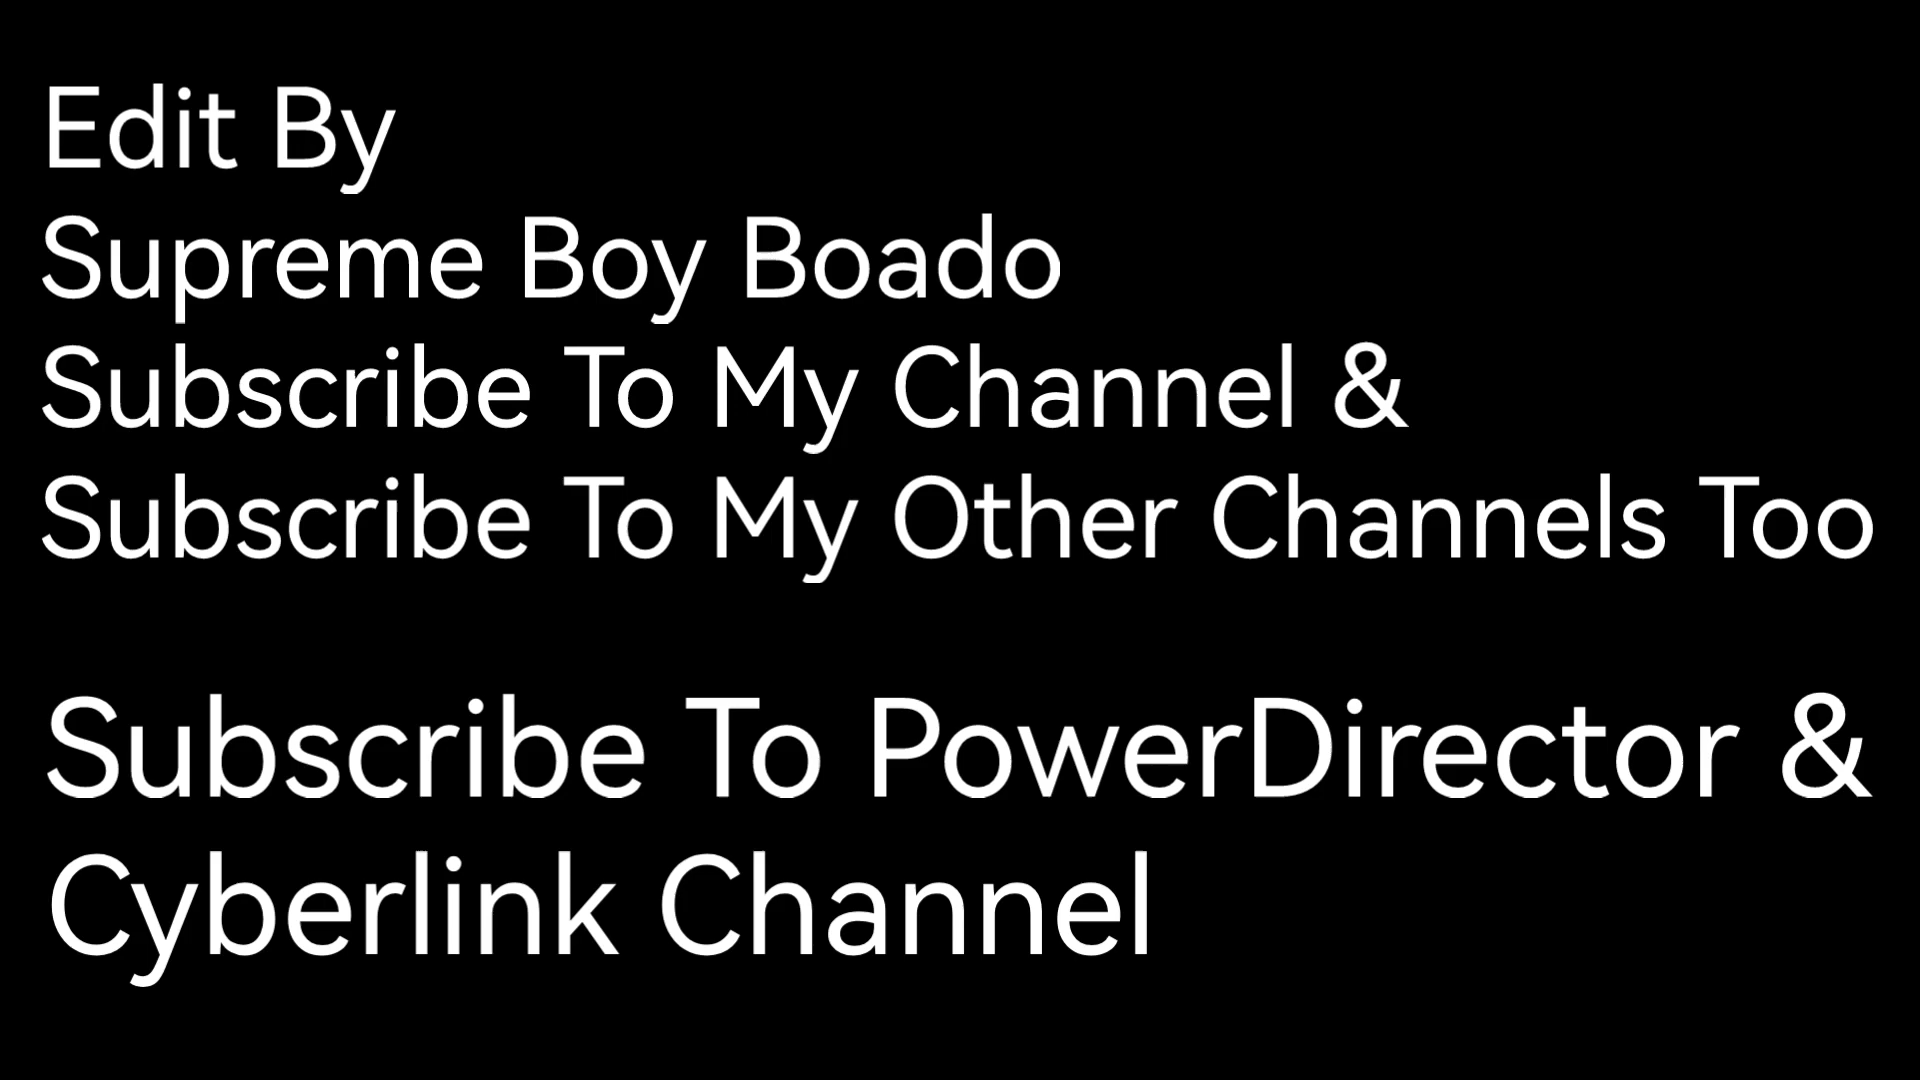 Edit By
Supreme Boy Boado
Subscribe To My Channel &
Subscribe To My Other Channels Too
Subscribe To PowerDirector &
Cyberlink Channel